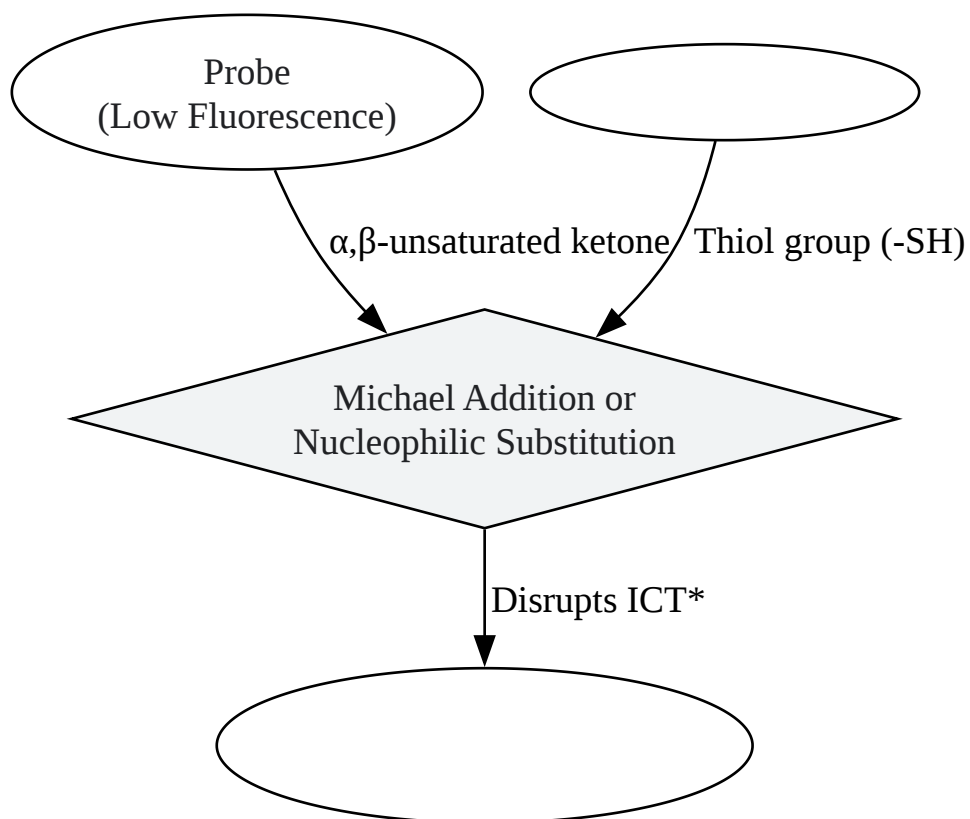 Probe
(Low Fluorescence)
α,β-unsaturated ketone
Thiol group (-SH)
Michael Addition or
Nucleophilic Substitution
Disrupts ICT*